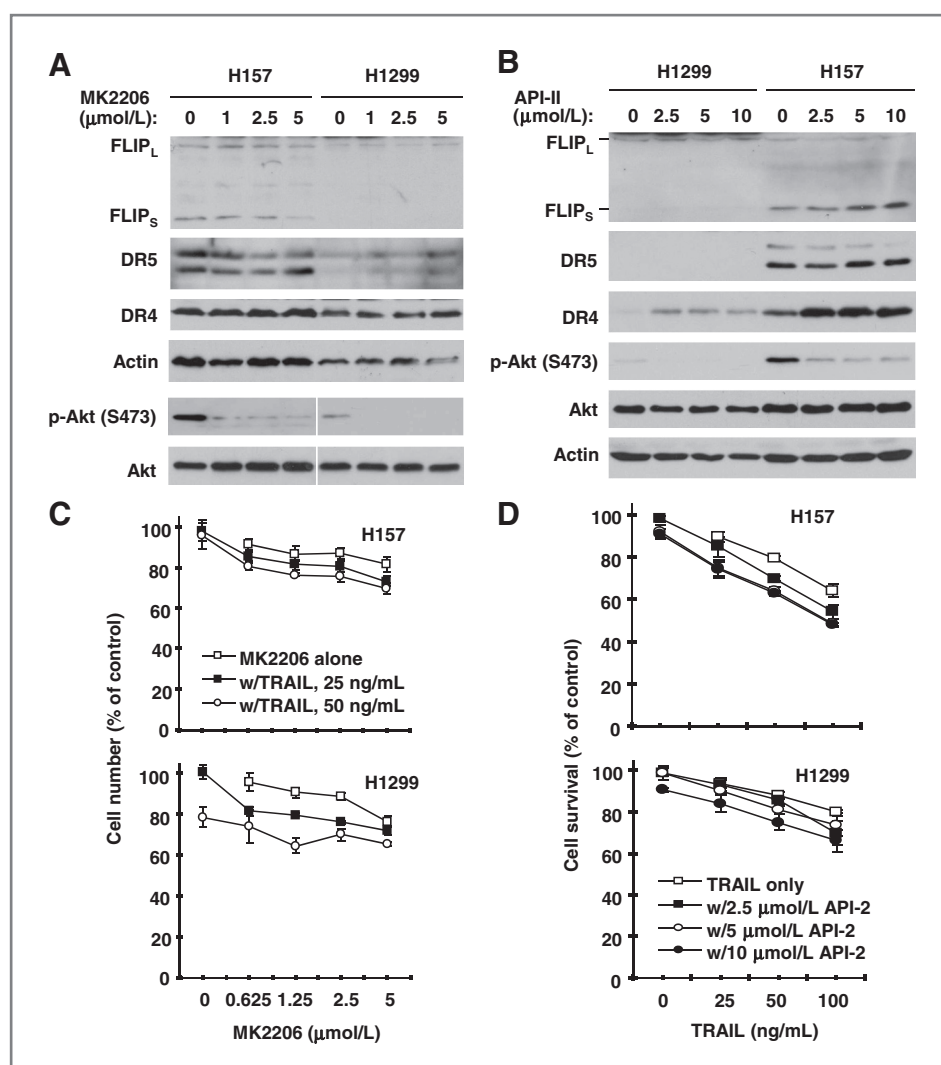 A
H157 H1299
MK2206
(μmol/L): 0 1 2.5 5 0 1 2.5 5
FLIPL
FLIPS
DR5
DR4
Actin
p-Akt (S473)
Akt
B
H1299 H157
API-II
(μmol/L): 0 2.5 5 10 0 2.5 5 10
FLIPL
FLIPS
DR5
DR4
p-Akt (S473)
Akt
Actin
C
H157
100
80
60
40
20
0
MK2206 alone
w/TRAIL, 25 ng/mL
w/TRAIL, 50 ng/mL
Cell number (% of control)
H1299
100
80
60
40
20
0
0 0.625 1.25 2.5 5
MK2206 (μmol/L)
D
H157
100
80
60
40
20
0
Cell survival (% of control)
H1299
100
80
60
40
20
0
TRAIL only
w/2.5 μmol/L API-2
w/5 μmol/L API-2
w/10 μmol/L API-2
0 25 50 100
TRAIL (ng/mL)